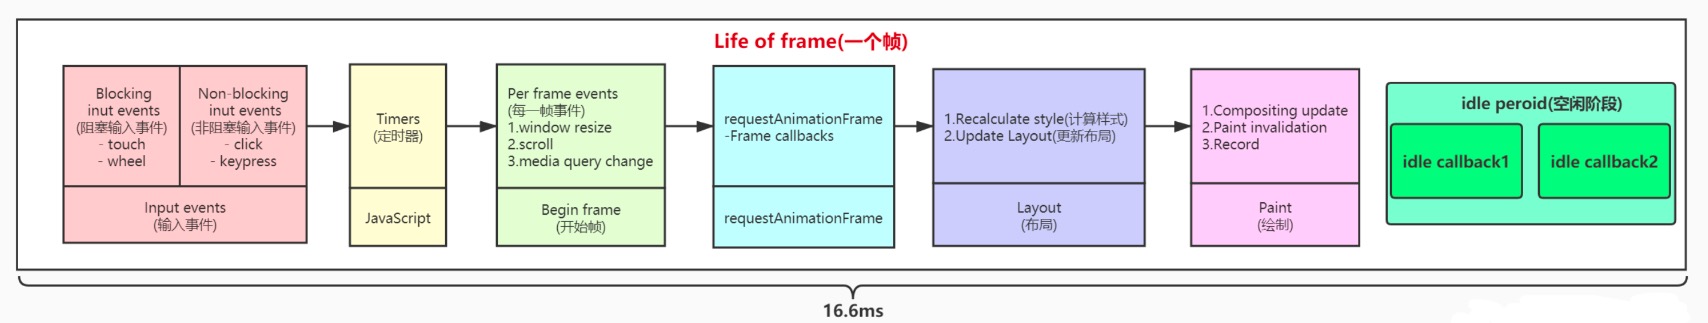 Life of frame(一个帧)
Blocking
inut events
(阻塞输入事件)
- touch
- wheel
Non-blocking
inut events
(非阻塞输入事件)
- click
- keypress
Input events
(输入事件)
Timers
(定时器)
JavaScript
Per frame events
(每一帧事件)
1.window resize
2.scroll
3.media query change
Begin frame
(开始帧)
requestAnimationFrame
-Frame callbacks
requestAnimationFrame
1.Recalculate style(计算样式)
2.Update Layout(更新布局)
Layout
(布局)
1.Compositing update
2.Paint invalidation
3.Record
Paint
(绘制)
idle peroid(空闲阶段)
idle callback1
idle callback2
16.6ms